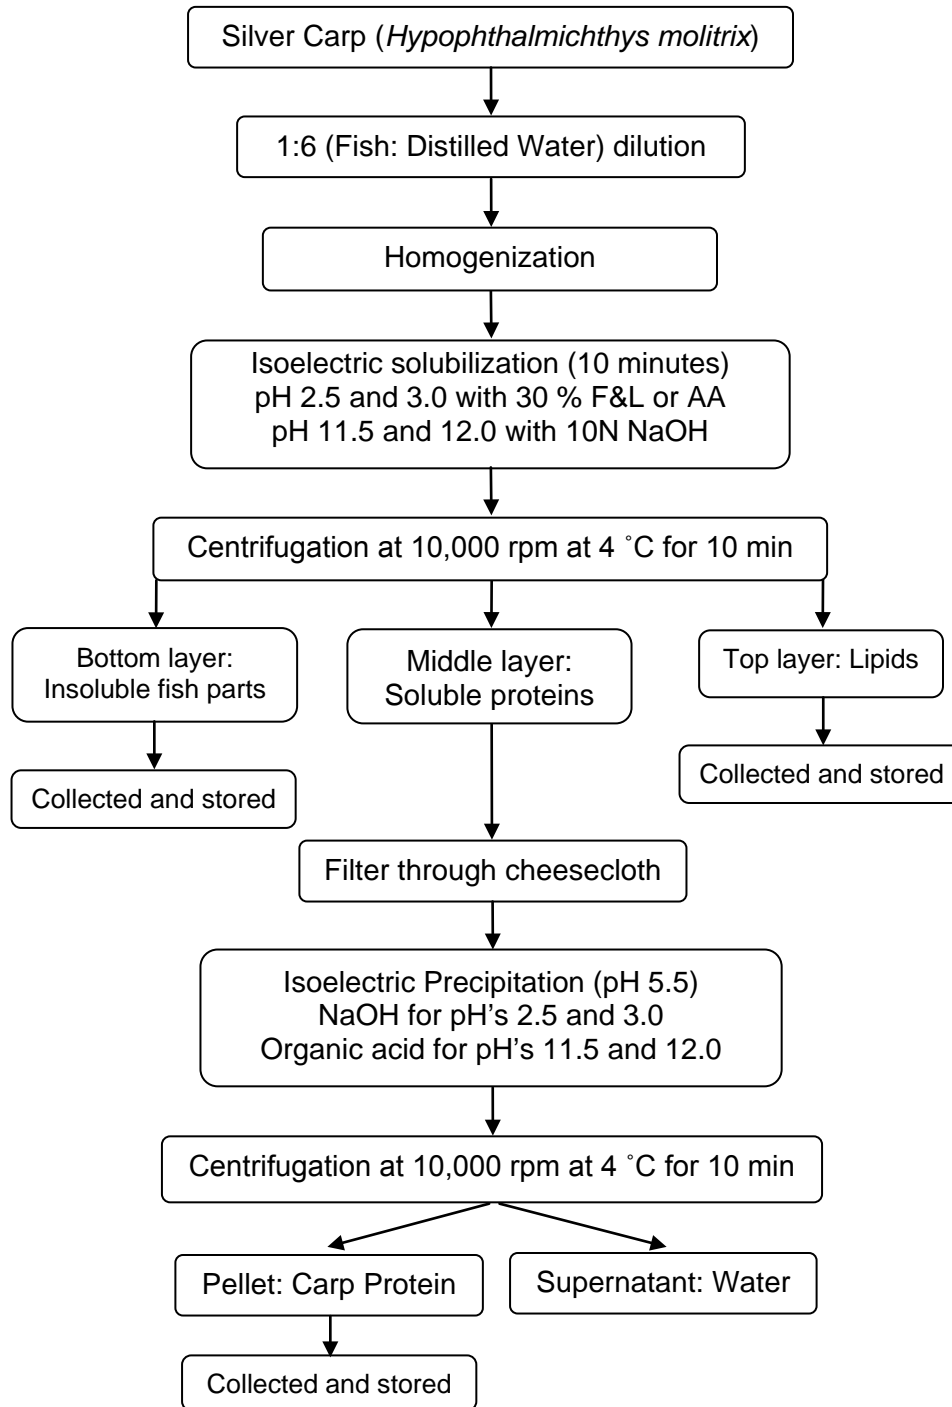 Silver Carp (Hypophthalmichthys molitrix)
1:6 (Fish: Distilled Water) dilution
Homogenization
Isoelectric solubilization (10 minutes)
pH 2.5 and 3.0 with 30 % F&L or AA
pH 11.5 and 12.0 with 10N NaOH
Centrifugation at 10,000 rpm at 4 ˚C for 10 min
Bottom layer:
Insoluble fish parts
Middle layer:
Soluble proteins
Top layer: Lipids
Collected and stored
Collected and stored
Filter through cheesecloth
Isoelectric Precipitation (pH 5.5)
NaOH for pH’s 2.5 and 3.0
Organic acid for pH’s 11.5 and 12.0
Centrifugation at 10,000 rpm at 4 ˚C for 10 min
Pellet: Carp Protein
Supernatant: Water
Collected and stored